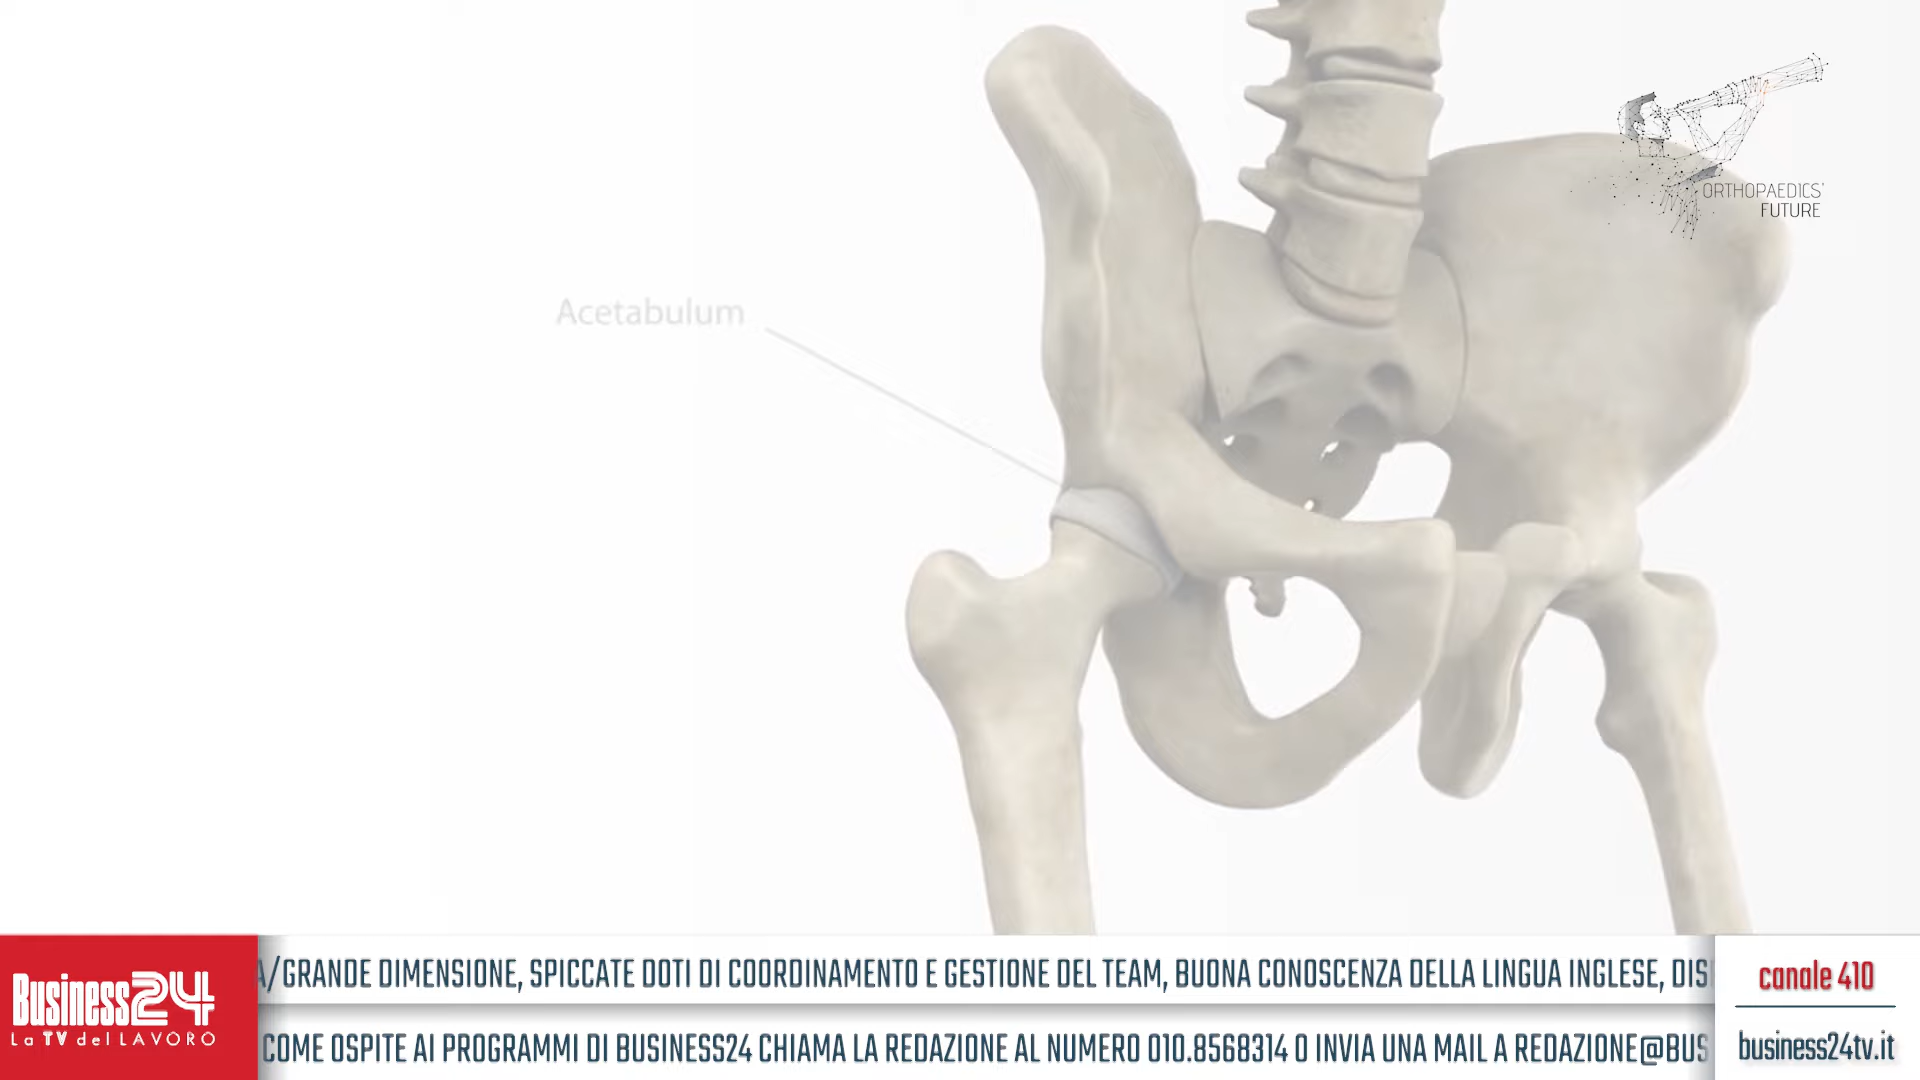 ORTHOPAEDICS'
FUTURE
Acetabulum
A/GRANDE DIMENSIONE, SPICCATE DOTI DI COORDINAMENTO E GESTIONE DEL TEAM, BUONA CONOSCENZA DELLA LINGUA INGLESE, DIS
canale 410
Business24
La TV del LAVORO
COME OSPITE AI PROGRAMMI DI BUSINESS24 CHIAMA LA REDAZIONE AL NUMERO 010.8568314 O INVIA UNA MAIL A REDAZIONE@BUS
business24tv.it